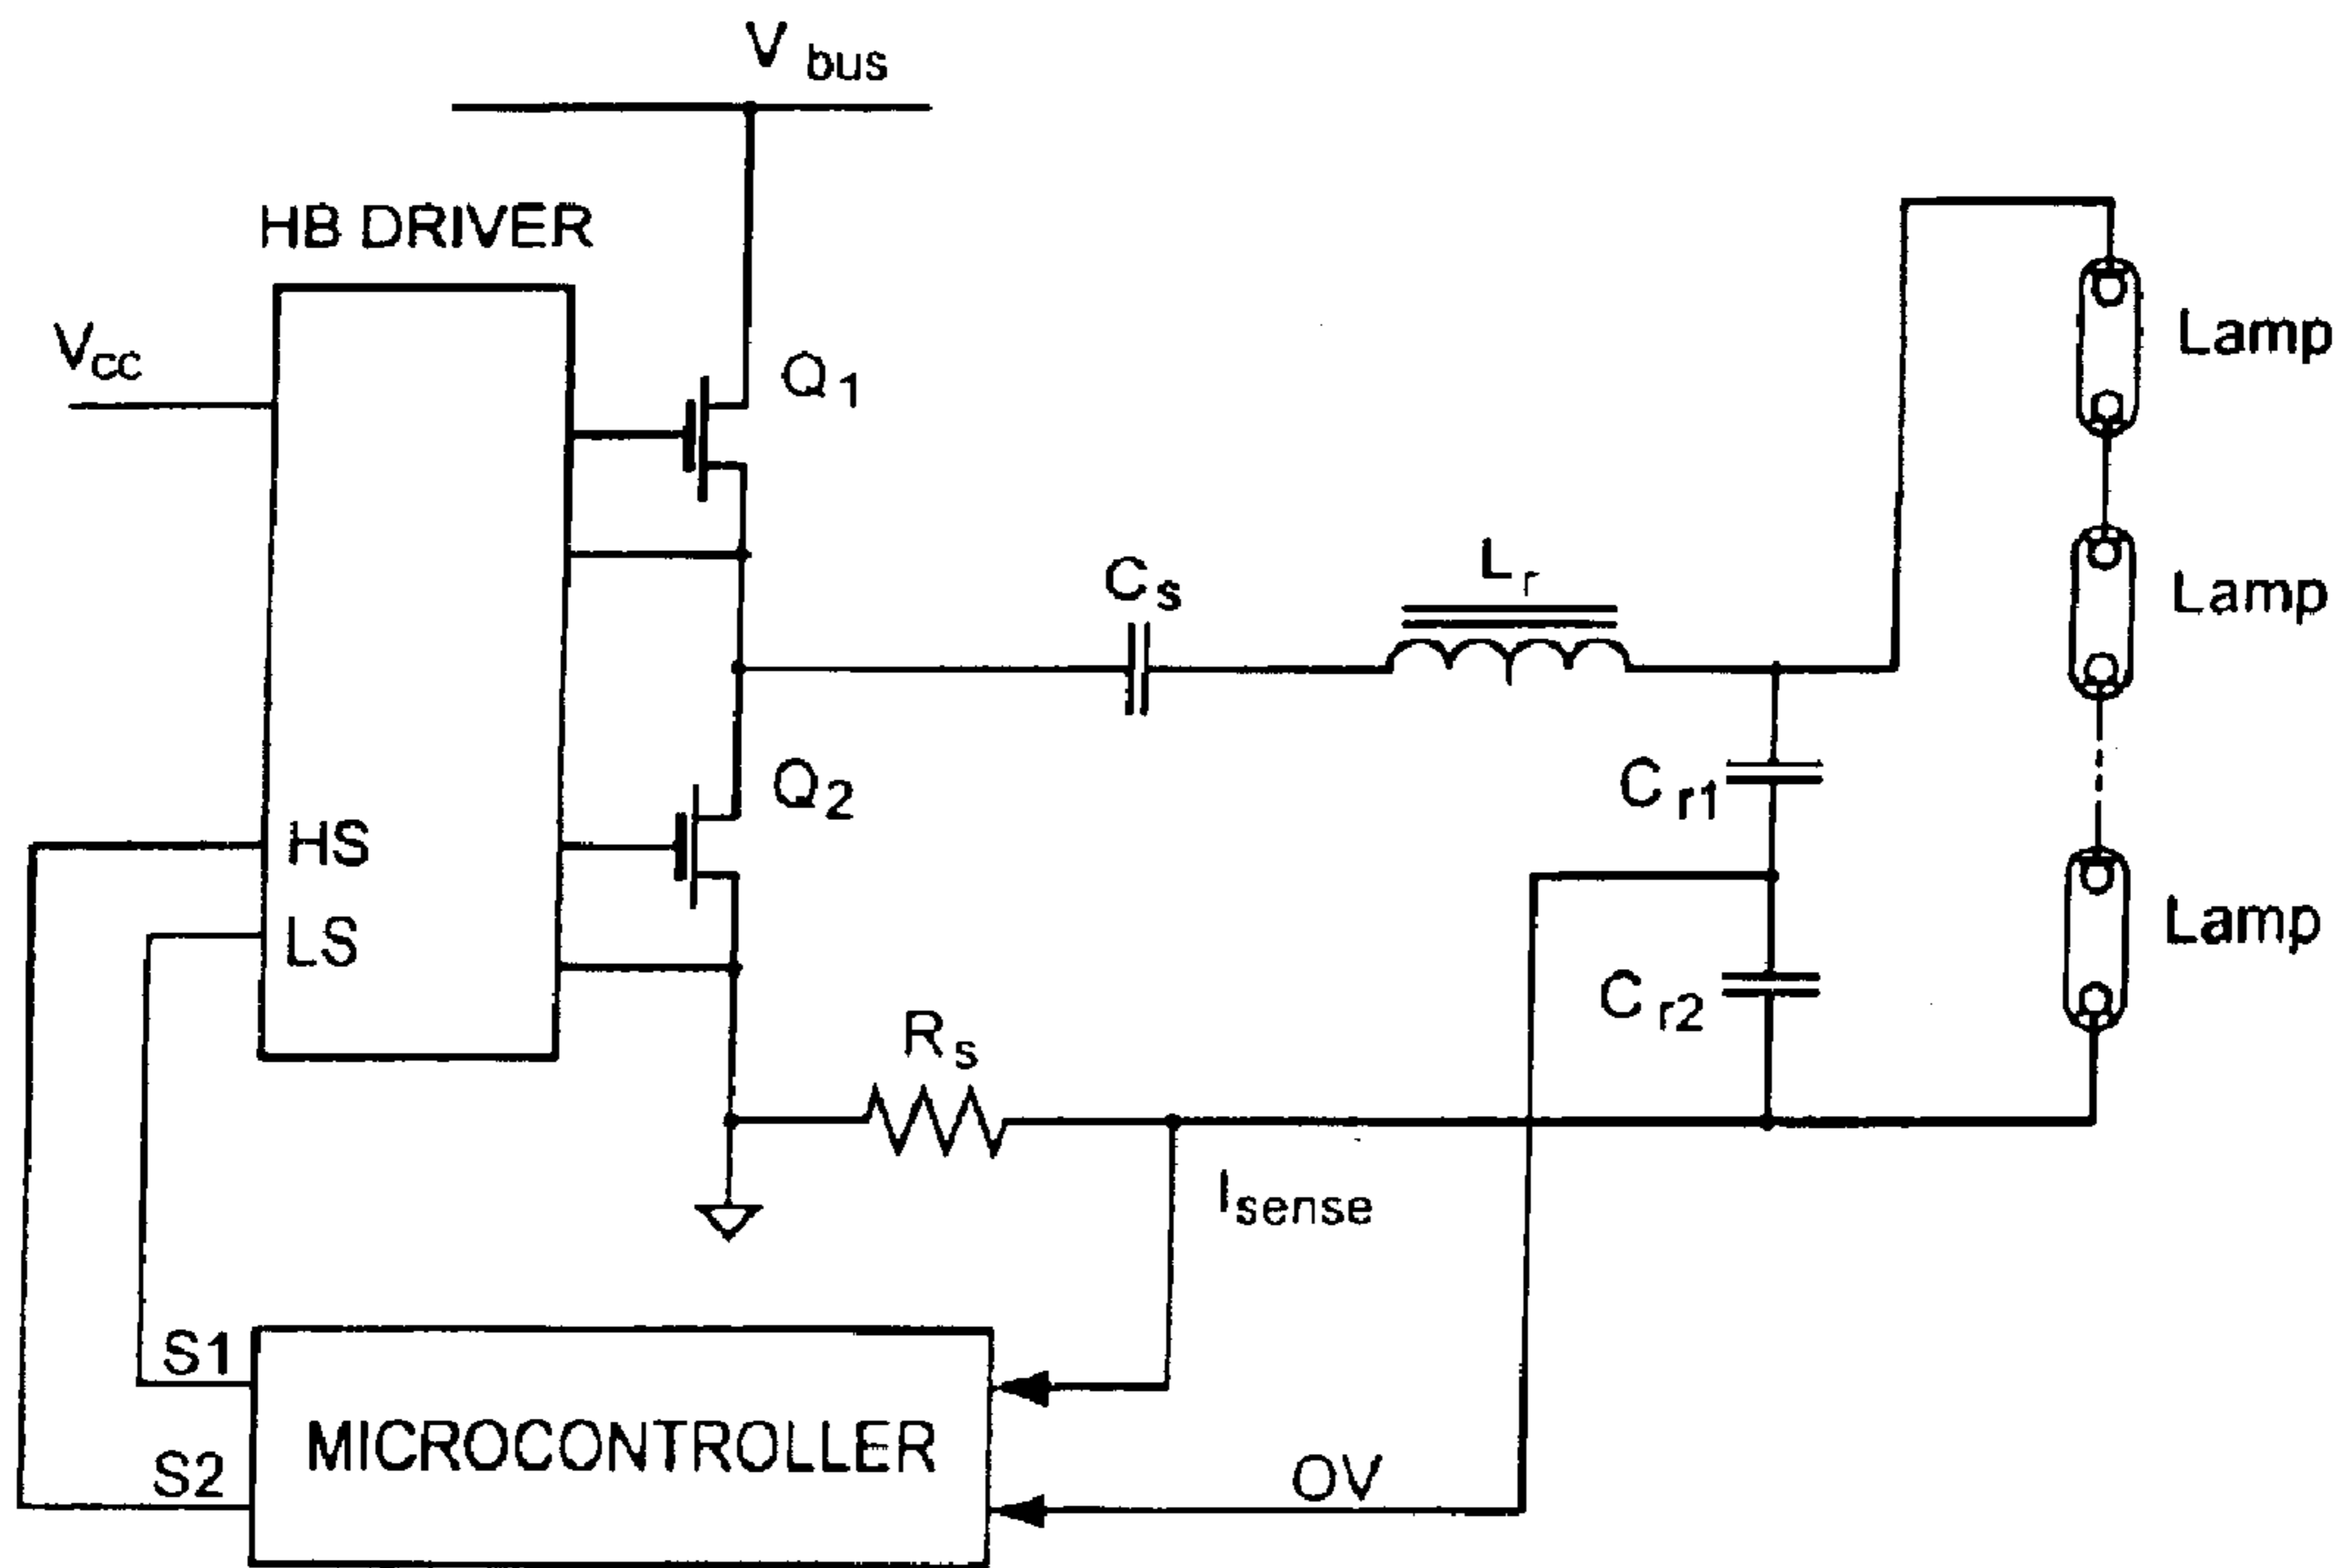 V bus
HB DRIVER
Vcc
Q1
Lamp
Cs
Lr
Lamp
Q2
Cr1
HS
LS
Lamp
Cr2
Rs
Isense
S1
MICROCONTROLLER
S2
OV